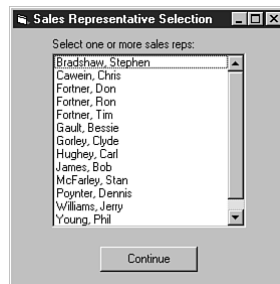 Sales Representative Selection
Select one or more sales reps:
Bradshaw, Stephen
Cawein, Chris
Fortner, Don
Fortner, Ron
Fortner, Tim
Gault, Bessie
Gorley, Clyde
Hughey, Carl
James, Bob
McFarley, Stan
Poynter, Dennis
Williams, Jerry
Young, Phil
Continue